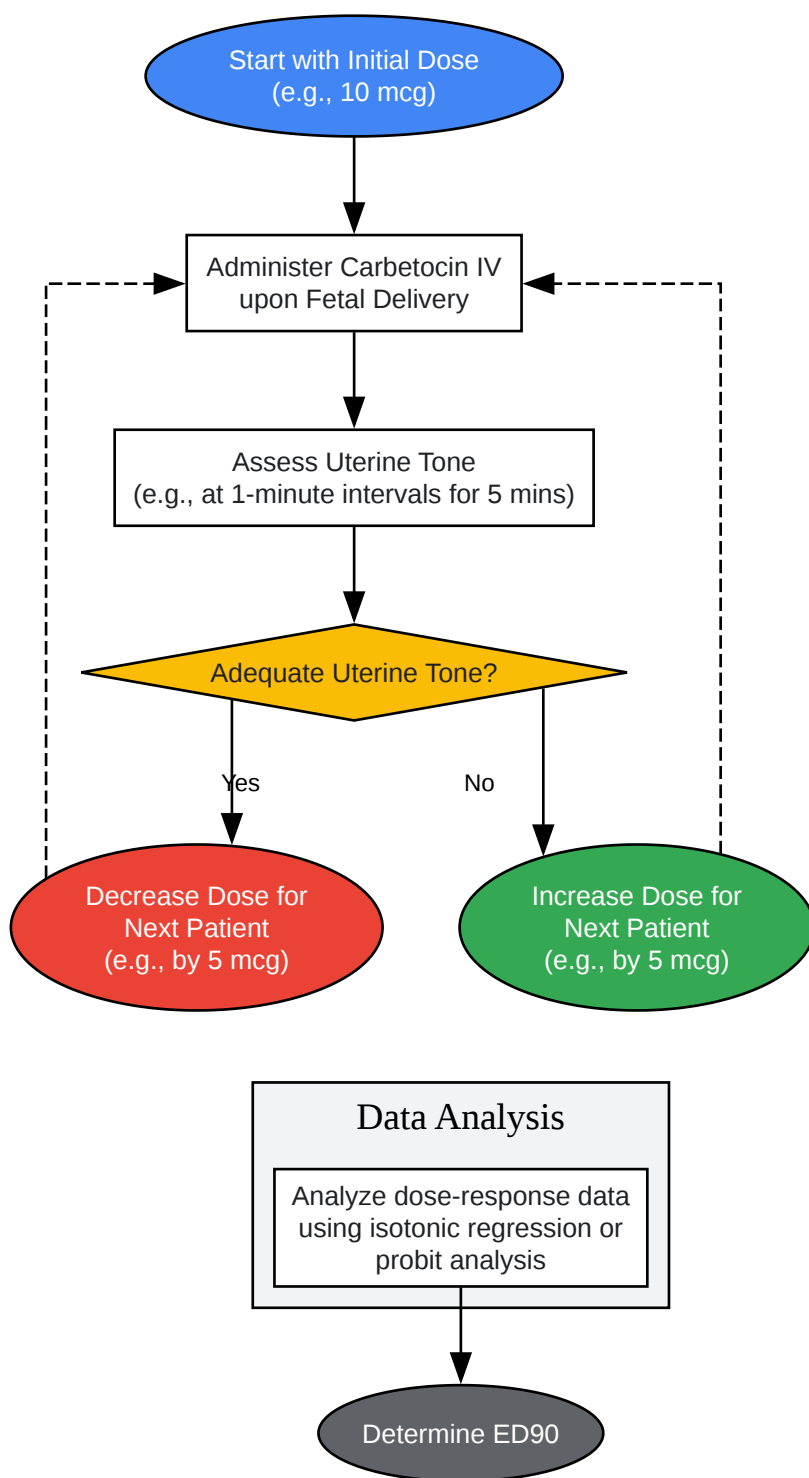 Start with Initial Dose
(e.g., 10 mcg)
Administer Carbetocin IV
upon Fetal Delivery
Assess Uterine Tone
(e.g., at 1-minute intervals for 5 mins)
Adequate Uterine Tone?
Yes
No
Decrease Dose for
Next Patient
(e.g., by 5 mcg)
Increase Dose for
Next Patient
(e.g., by 5 mcg)
Data Analysis
Analyze dose-response data
using isotonic regression or
probit analysis
Determine ED90